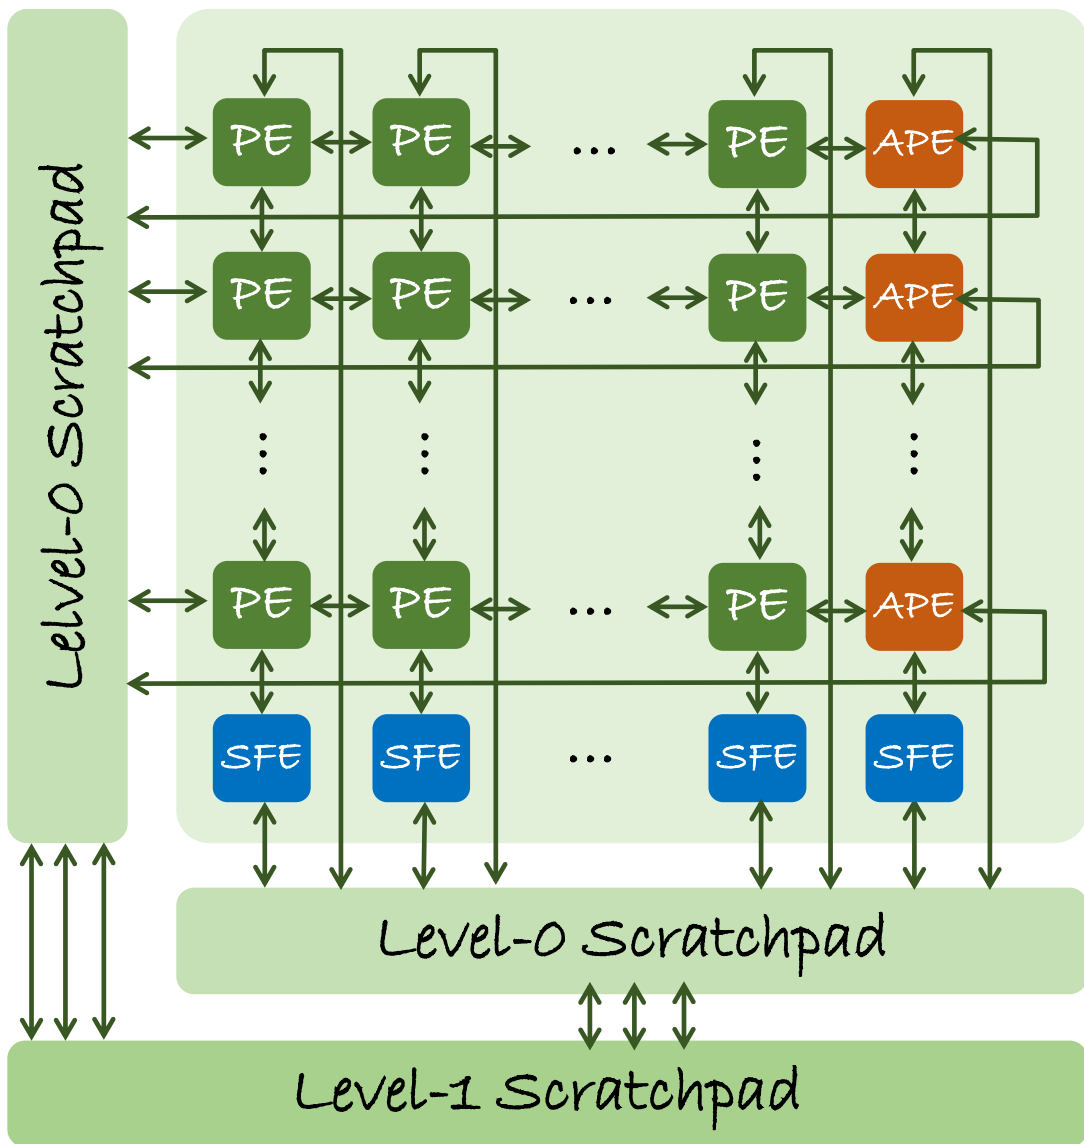 Lelvel-0 Scratchpad
PE PE ... PE APE
PE PE ... PE APE
... ... ... ...
PE PE ... PE APE
SFE SFE ... SFE SFE
Level-0 Scratchpad
Level-1 Scratchpad